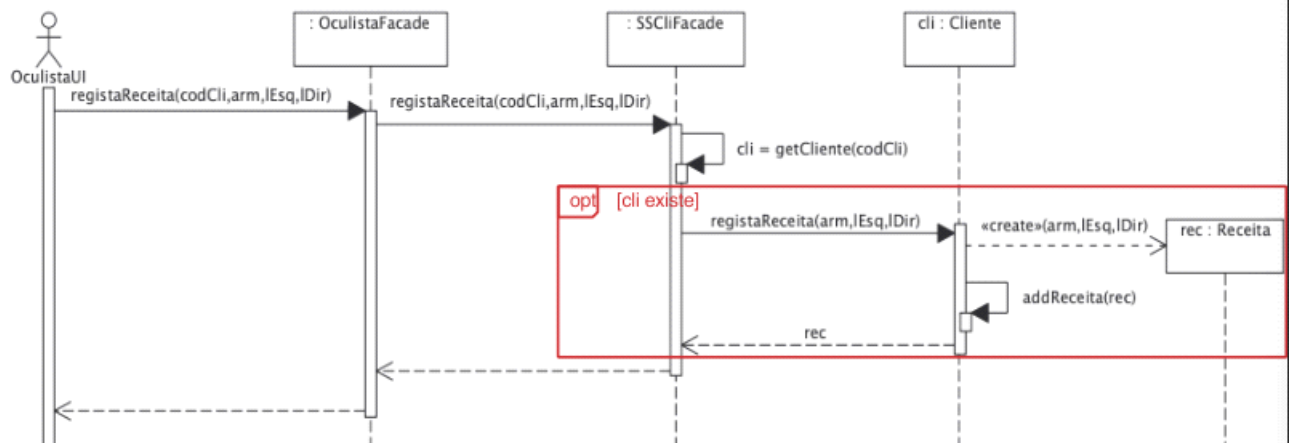 : OculistaFacade
: SSCliFacade
cli : Cliente
OculistaUI
registaReceita(codCli,arm,lEsq,lDir)
registaReceita(codCli,arm,lEsq,lDir)
cli = getCliente(codCli)
opt [cli existe]
registaReceita(arm,lEsq,lDir)
«create»(arm,lEsq,lDir)
rec : Receita
addReceita(rec)
rec